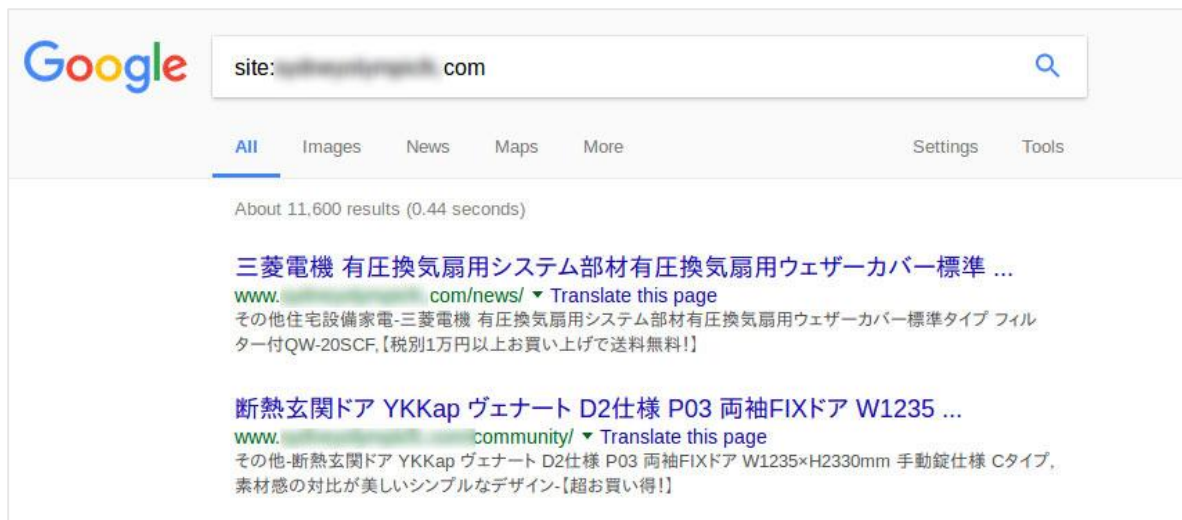 Google
site: com
All Images News Maps More Settings Tools
About 11,600 results (0.44 seconds)
三菱電機 有圧換気扇用システム部材有圧換気扇用ウェザーカバー標準 ...
www. com/news/ ▼ Translate this page
その他住宅設備家電-三菱電機 有圧換気扇用システム部材有圧換気扇用ウェザーカバー標準タイプ フィル
ター付QW-20SCF,【税別1万円以上お買い上げで送料無料!】
断熱玄関ドア YKKap ヴェナート D2仕様 P03 両袖FIXドア W1235 ...
www. community/ ▼ Translate this page
その他-断熱玄関ドア YKKap ヴェナート D2仕様 P03 両袖FIXドア W1235×H2330mm 手動錠仕様 Cタイプ,
素材感の対比が美しいシンプルなデザイン-【超お買い得!】